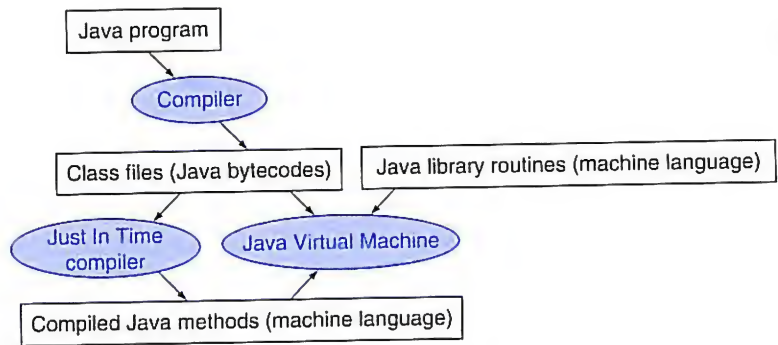 Java program
Compiler
Class files (Java bytecodes)
Java library routines (machine language)
Just In Time
compiler
Java Virtual Machine
Compiled Java methods (machine language)